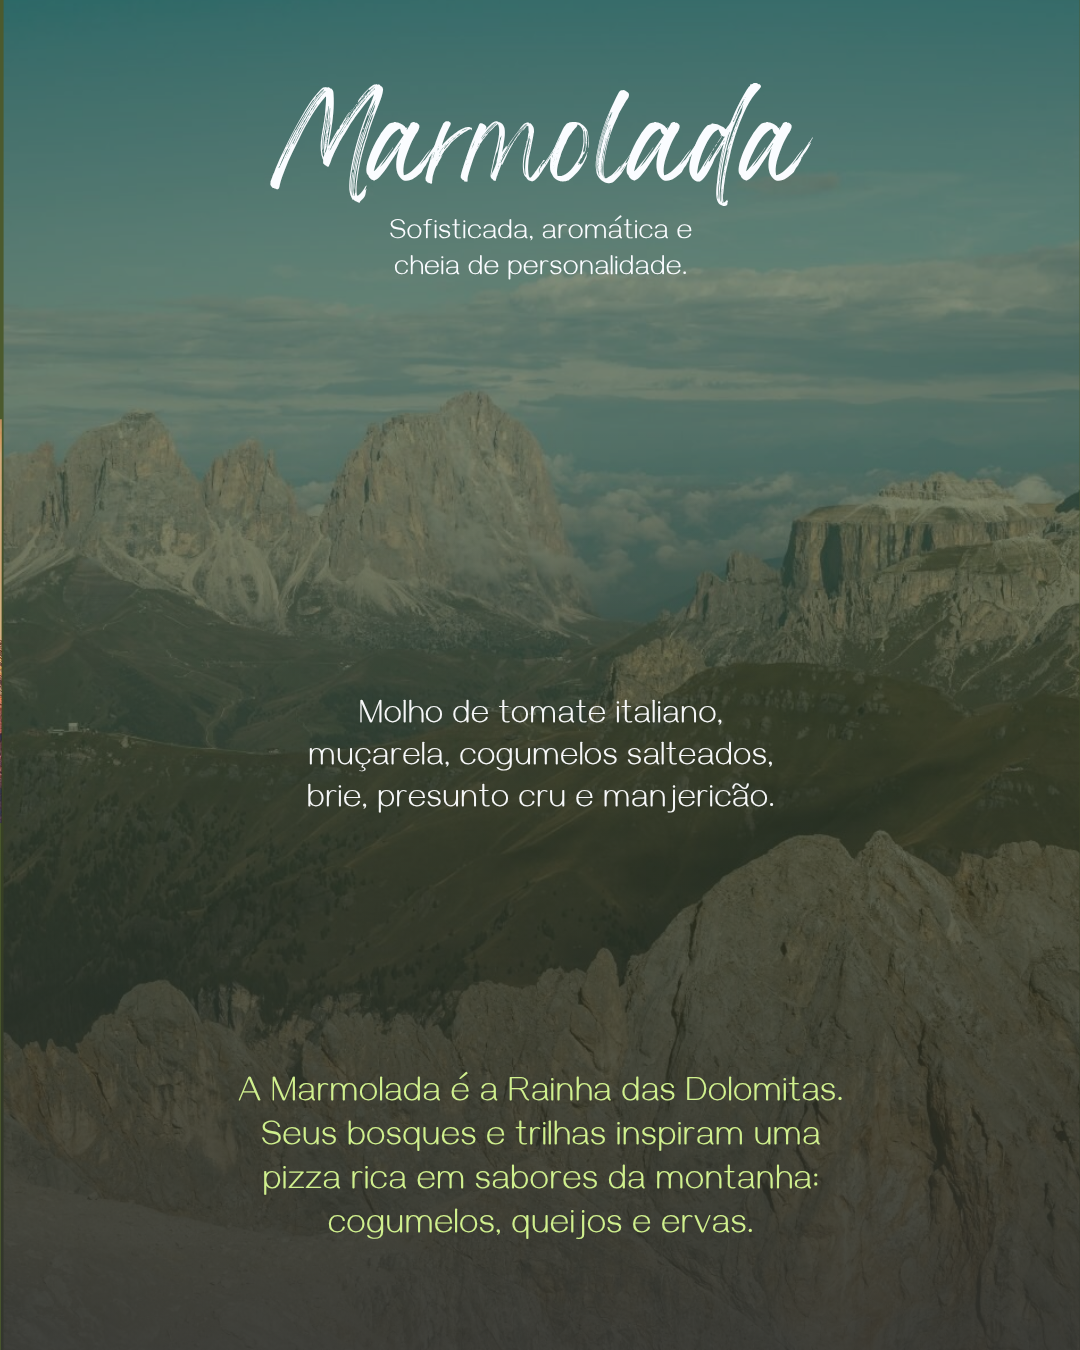 Marmolada
Sofisticada, aromática e
cheia de personalidade.
Molho de tomate italiano,
muçarela, cogumelos salteados,
brie, presunto cru e manjericão.
A Marmolada é a Rainha das Dolomitas.
Seus bosques e trilhas inspiram uma
pizza rica em sabores da montanha:
cogumelos, queijos e ervas.